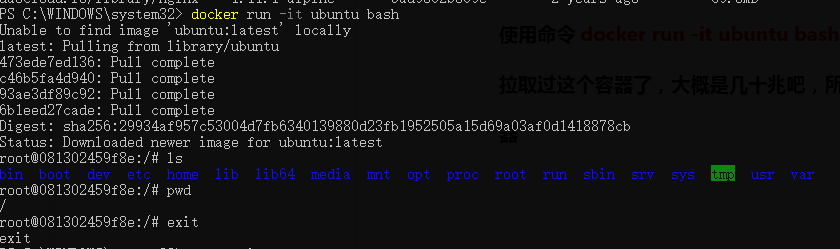 PS C:\WINDOWS\system32> docker run -it ubuntu bash
Unable to find image 'ubuntu:latest' locally
latest: Pulling from library/ubuntu
473ede7ed136: Pull complete
c46b5fa4d940: Pull complete
93ae3df89c92: Pull complete
6b1eed27cade: Pull complete
Digest: sha256:29934af957c53004d7fb6340139880d23fb1952505a15d69a03af0d1418878cb
Status: Downloaded newer image for ubuntu:latest
root@081302459f8e:/# ls
bin boot dev etc home lib lib64 media mnt opt proc root run sbin srv sys tmp usr var
root@081302459f8e:/# pwd
/
root@081302459f8e:/# exit
exit
使用命令 docker run -it ubuntu bash
拉取过这个容器了，大概是几十兆吧，所
器